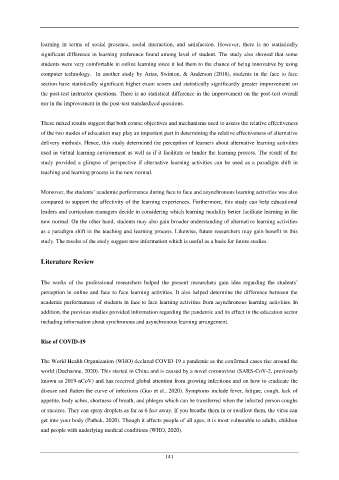 learning in terms of social presence, social interaction, and satisfaction. However, there is no statistically
significant difference in learning preference found among level of student. The study also showed that some
students were very comfortable in online learning since it led them to the chance of being innovative by using
computer technology. In another study by Arias, Swinton, & Anderson (2018), students in the face to face
section have statistically significant higher exam scores and statistically significantly greater improvement on
the post-test instructor questions. There is no statistical difference in the improvement on the post-test overall
nor in the improvement in the post-test standardized questions.
These mixed results suggest that both course objectives and mechanisms used to assess the relative effectiveness
of the two modes of education may play an important part in determining the relative effectiveness of alternative
delivery methods. Hence, this study determined the perception of learners about alternative learning activities
used in virtual learning environment as well as if it facilitate or hinder the learning process. The result of the
study provided a glimpse of perspective if alternative learning activities can be used as a paradigm shift in
teaching and learning process in the new normal.
Moreover, the students' academic performance during face to face and asynchronous learning activities was also
compared to support the affectivity of the learning experiences. Furthermore, this study can help educational
leaders and curriculum managers decide in considering which learning modality better facilitate learning in the
new normal. On the other hand, students may also gain broader understanding of alternative learning activities
as a paradigm shift in the teaching and learning process. Likewise, future researchers may gain benefit in this
study. The results of the study suggest new information which is useful as a basis for future studies.
Literature Review
The works of the professional researchers helped the present researchers gain idea regarding the students'
perception in online and face to face learning activities. It also helped determine the difference between the
academic performances of students in face to face learning activities from asynchronous learning activities. In
addition, the previous studies provided information regarding the pandemic and its effect in the education sector
including information about synchronous and asynchronous learning arrangement.
Rise of COVID-19
The World Health Organization (WHO) declared COVID-19 a pandemic as the confirmed cases rise around the
world (Ducharme, 2020). This started in China and is caused by a novel coronavirus (SARS-CoV-2, previously
known as 2019-nCoV) and has received global attention from growing infections and on how to eradicate the
disease and flatten the curve of infections (Guo et al., 2020). Symptoms include fever, fatigue, cough, lack of
appetite, body aches, shortness of breath, and phlegm which can be transferred when the infected person coughs
or sneezes. They can spray droplets as far as 6 feet away. If you breathe them in or swallow them, the virus can
get into your body (Pathak, 2020). Though it affects people of all ages, it is most vulnerable to adults, children
and people with underlying medical conditions (WHO, 2020).
141